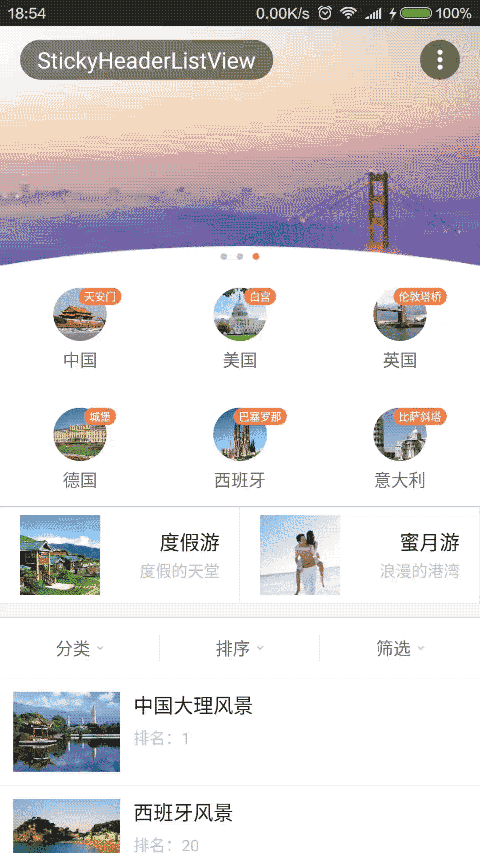 18:54 0.00K/s 100%
StickyHeaderListView
天安门 白宫 伦敦塔桥
中国 美国 英国
城堡 巴塞罗那 比萨斜塔
德国 西班牙 意大利
度假游 蜜月游
度假的天堂 浪漫的港湾
分类 排序 筛选
中国大理风景
排名：1
西班牙风景
排名：20